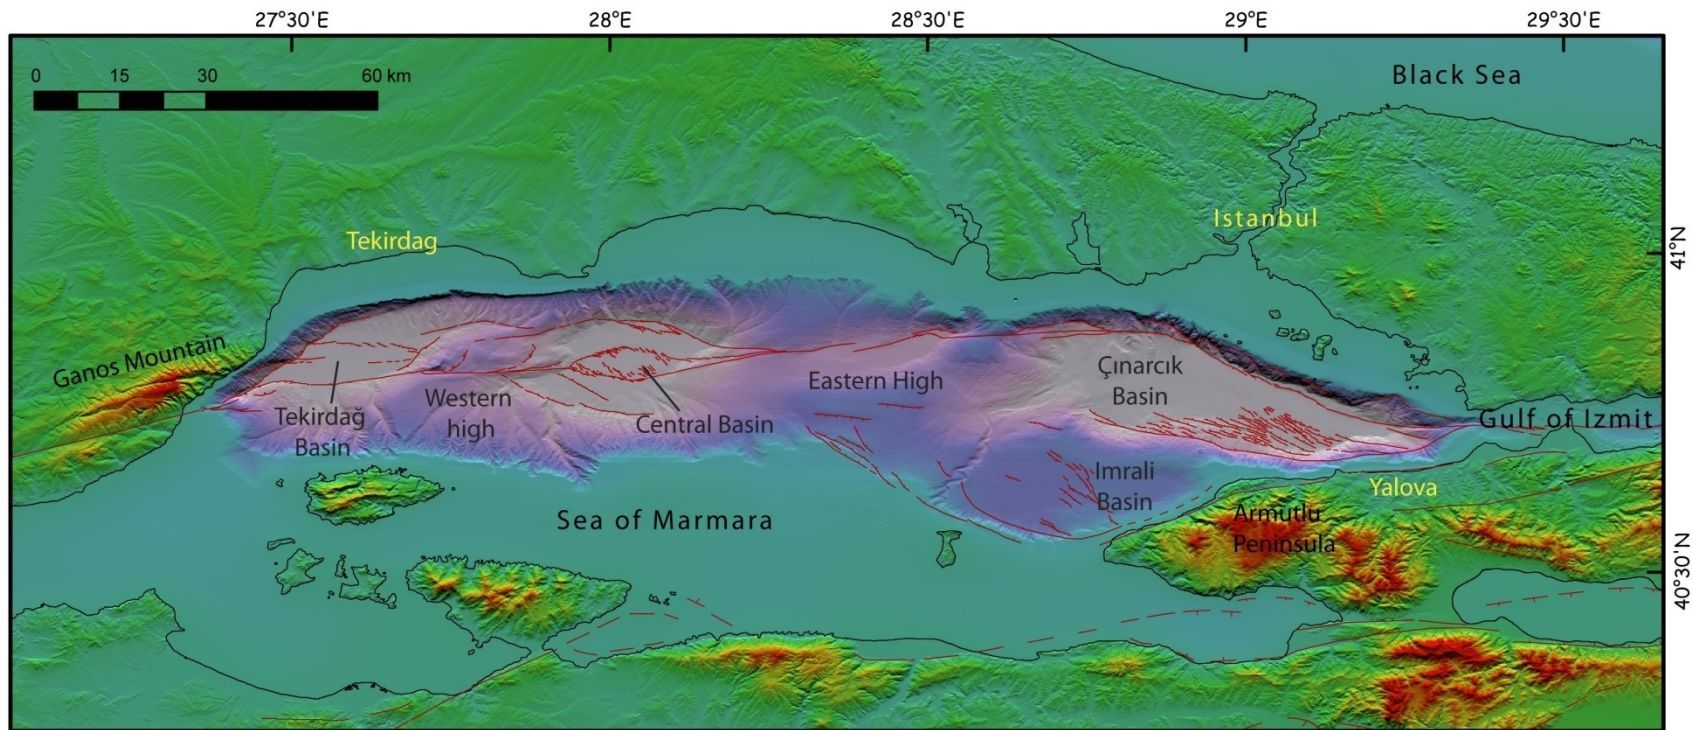 27°30'E 28°E 28°30'E 29°E 29°30'E
0 15 30 60 km
Black Sea
Istanbul
Tekirdag
41°N
Ganos Mountain
Çınarcık
Basin
Eastern High
Western
high
Tekirdağ
Basin
Central Basin
Gulf of Izmit
Imrali
Basin
Yalova
Sea of Marmara
Armutlu
Peninsula
40°30'N